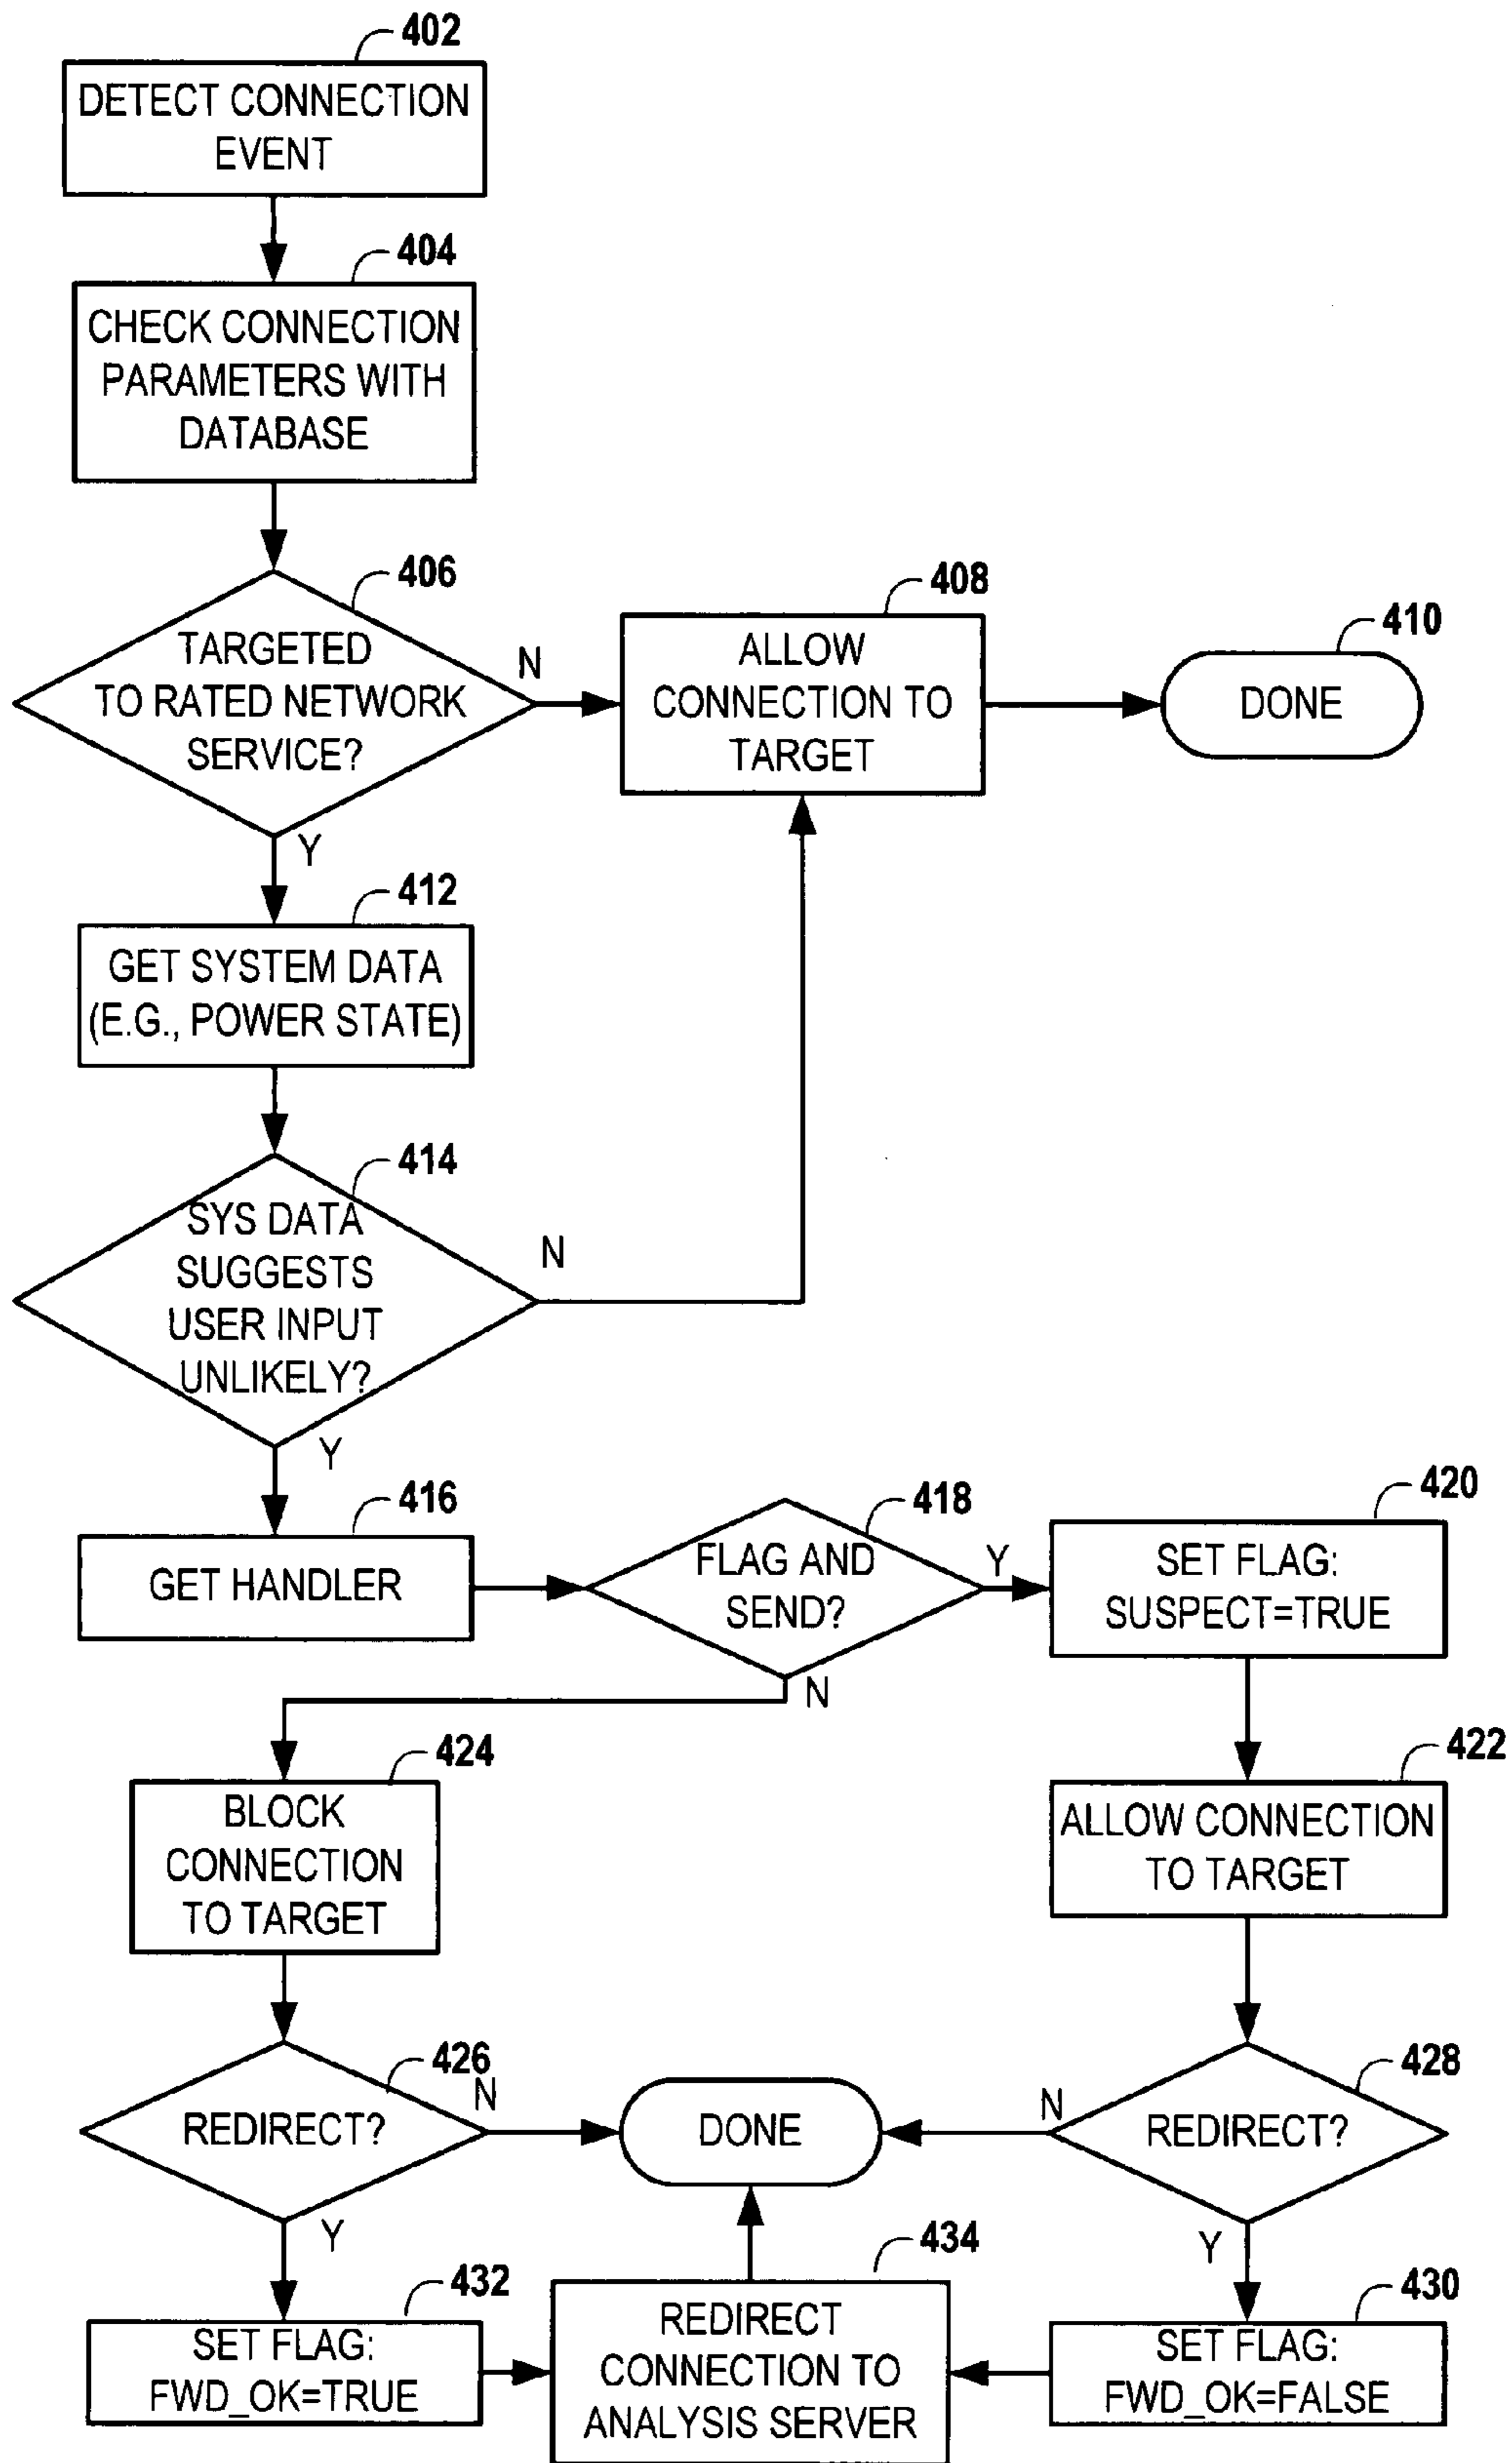 402
DETECT CONNECTION
EVENT
404
CHECK CONNECTION
PARAMETERS WITH
DATABASE
406
TARGETED
TO RATED NETWORK
SERVICE?
N
Y
408
ALLOW
CONNECTION TO
TARGET
410
DONE
412
GET SYSTEM DATA
(E.G., POWER STATE)
414
SYS DATA
SUGGESTS
USER INPUT
UNLIKELY?
N
Y
416
GET HANDLER
418
FLAG AND
SEND?
Y
N
420
SET FLAG:
SUSPECT=TRUE
424
BLOCK
CONNECTION
TO TARGET
422
ALLOW CONNECTION
TO TARGET
426
REDIRECT?
N
Y
DONE
428
REDIRECT?
N
Y
432
SET FLAG:
FWD_OK=TRUE
434
REDIRECT
CONNECTION TO
ANALYSIS SERVER
430
SET FLAG:
FWD_OK=FALSE